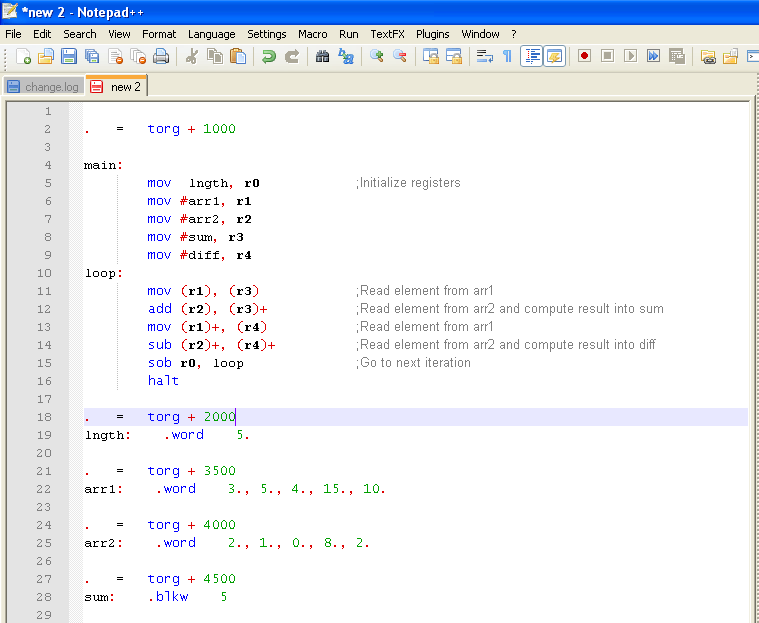 *new 2 - Notepad++
File Edit Search View Format Language Settings Macro Run TextFX Plugins Window ?
change.log new 2
1
2 . = torg + 1000
3
4 main:
5 mov lngth, r0 ;Initialize registers
6 mov #arr1, r1
7 mov #arr2, r2
8 mov #sum, r3
9 mov #diff, r4
10 loop:
11 mov (r1), (r3) ;Read element from arr1
12 add (r2), (r3)+ ;Read element from arr2 and compute result into sum
13 mov (r1)+, (r4) ;Read element from arr1
14 sub (r2)+, (r4)+ ;Read element from arr2 and compute result into diff
15 sob r0, loop ;Go to next iteration
16 halt
17
18 . = torg + 2000
19 lngth: .word 5.
20
21 . = torg + 3500
22 arr1: .word 3., 5., 4., 15., 10.
23
24 . = torg + 4000
25 arr2: .word 2., 1., 0., 8., 2.
26
27 . = torg + 4500
28 sum: .blkw 5
29